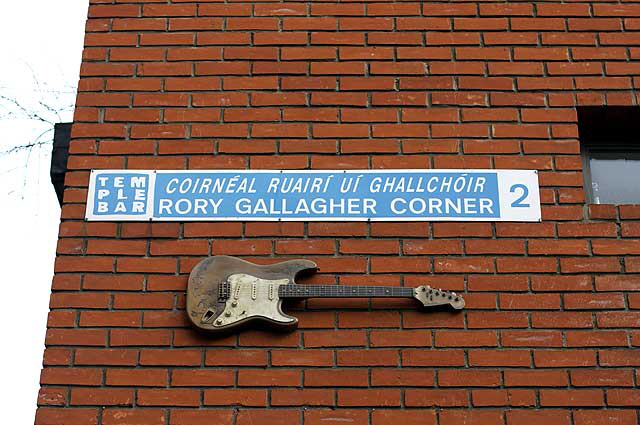 TEM
PLE
BAR
COIRNÉAL RUAIRÍ UÍ GHALLCHÓIR
RORY GALLAGHER CORNER
2